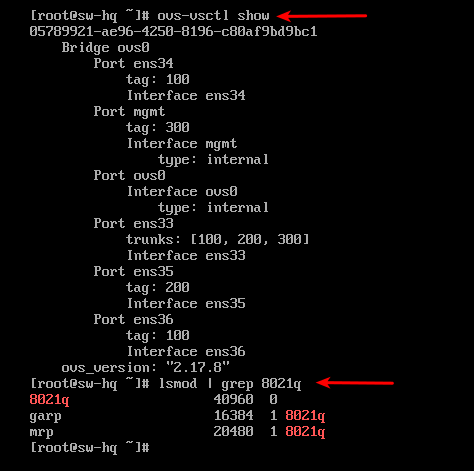 [root@sw-hq ~]# ovs-vsctl show
05789921-ae96-4250-8196-c80af9bd9bc1
    Bridge ovs0
        Port ens34
            tag: 100
            Interface ens34
        Port mgmt
            tag: 300
            Interface mgmt
                type: internal
        Port ovs0
            Interface ovs0
                type: internal
        Port ens33
            trunks: [100, 200, 300]
            Interface ens33
        Port ens35
            tag: 200
            Interface ens35
        Port ens36
            tag: 100
            Interface ens36
    ovs_version: "2.17.8"
[root@sw-hq ~]# lsmod | grep 8021q
8021q                  40960  0
garp                   16384  1 8021q
mrp                    20480  1 8021q
[root@sw-hq ~]#